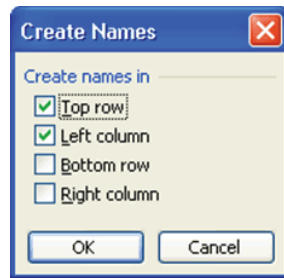 Create Names
Create names in
Top row
Left column
Bottom row
Right column
OK
Cancel